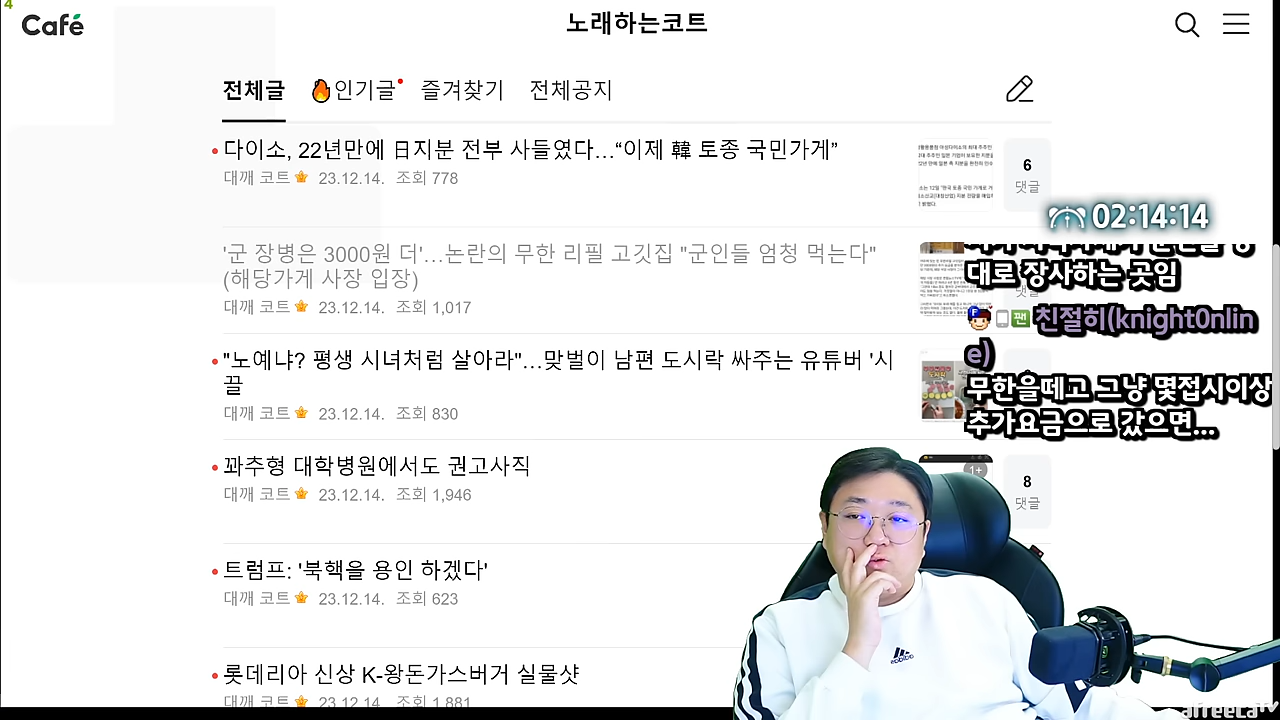 4
Café
노래하는코트
전체글
🔥인기글
즐겨찾기
전체공지
다이소, 22년만에 日지분 전부 사들였다…“이제 韓 토종 국민가게”
대깨 코트 23.12.14. 조회 778
6
댓글
02:14:14
'군 장병은 3000원 더'…논란의 무한 리필 고깃집 "군인들 엄청 먹는다"
대깨 코트 23.12.14. 조회 1,017
대로 장사하는 곳임
친절히(knight0nlin
e)
무한을떼고 그냥 몇접시이상
추가요금으로 갔으면...
"노예냐? 평생 시녀처럼 살아라"…맞벌이 남편 도시락 싸주는 유튜버 '시
끌
대깨 코트 23.12.14. 조회 830
꽈추형 대학병원에서도 권고사직
대깨 코트 23.12.14. 조회 1,946
1+
8
댓글
트럼프: '북핵을 용인 하겠다'
대깨 코트 23.12.14. 조회 623
롯데리아 신상 K-왕돈가스버거 실물샷
대깨 코트 23.12.14. 조회 1,881
adidas
afreecaTV